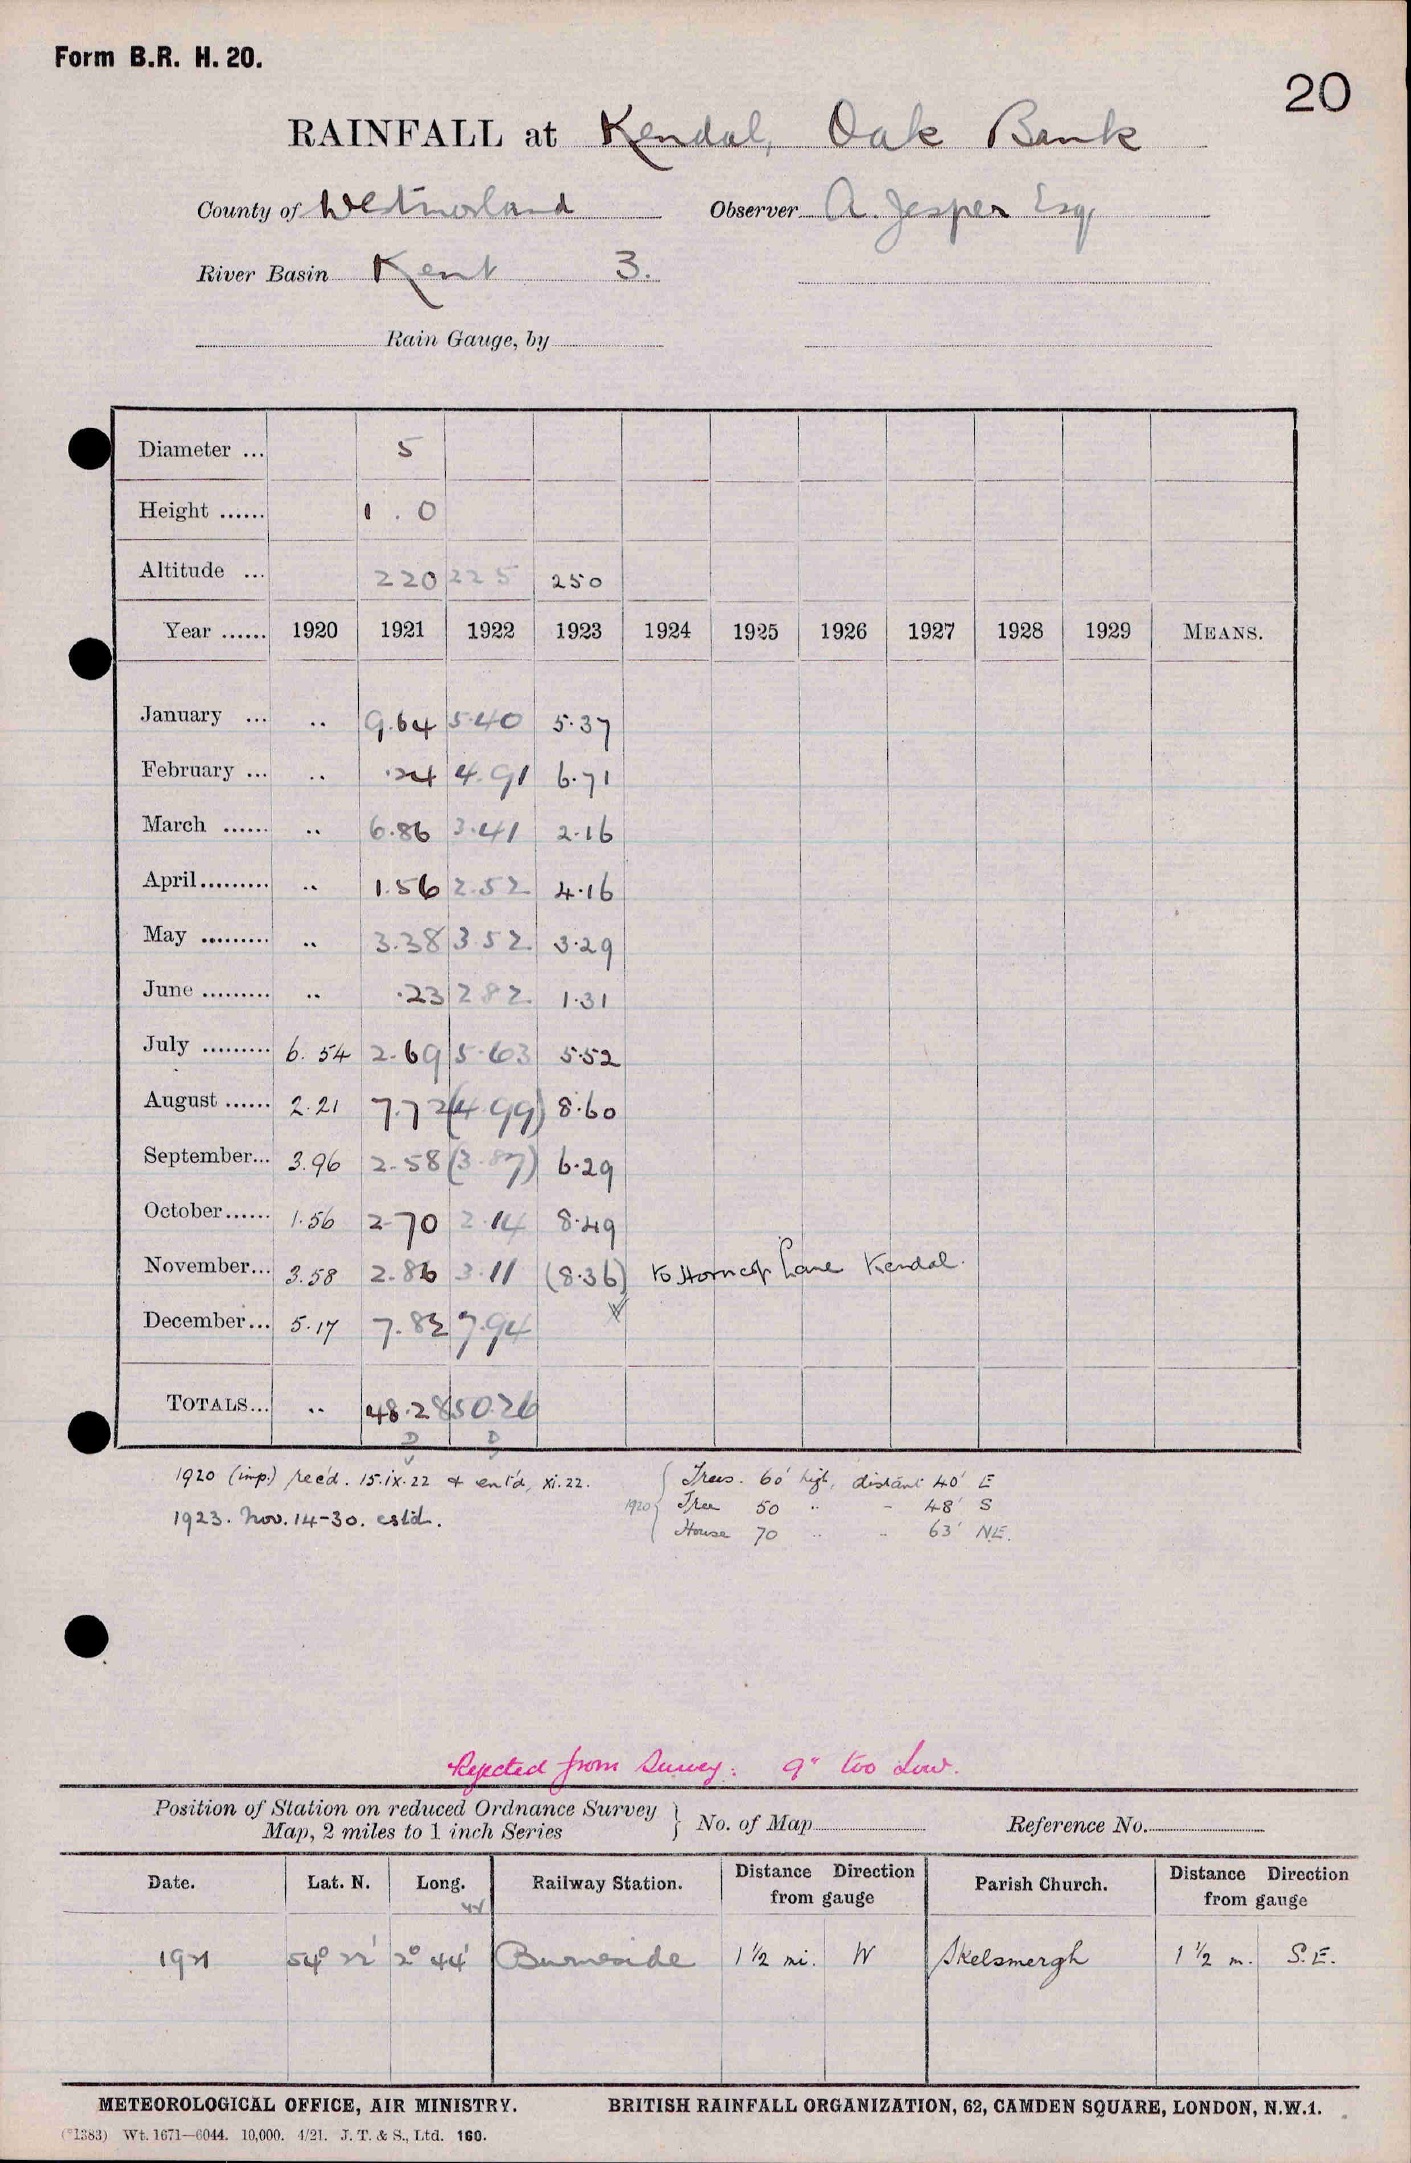 Form B.R. H. 20.
20
RAINFALL at Kendal, Oak Bank
County of Westmorland Observer A. Jesper Esq.
River Basin Kent 3.
Rain Gauge, by
Diameter ... 5
Height ...... 1 . 0
Altitude ... 220 225 250
Year ...... 1920 1921 1922 1923 1924 1925 1926 1927 1928 1929 MEANS.
January ... .. 9.64 5.40 5.37
February ... .. .24 4.91 6.71
March ...... .. 6.86 3.41 2.16
April ......... .. 1.56 2.52 4.16
May ......... .. 3.38 3.52 3.29
June ......... .. .23 2.82 1.31
July ......... 6.54 2.69 5.63 5.52
August ...... 2.21 7.72 (4.99) 8.60
September... 3.96 2.58 (3.87) 6.29
October...... 1.56 2.70 2.14 8.49
November... 3.58 2.86 3.11 (8.36) to Horncop Lane Kendal.
December... 5.17 7.82 7.94
TOTALS... .. 48.28 50.26
D D
1920 (imp.) rec'd. 15.ix.22 & ent'd, xi.22.
1923. Nov. 14-30. est'd.
1920 { Trees. 60' high, distant 40' E
Tree 50 .. - 48' S
House 70 .. .. 63' NE.
Rejected from Survey: 9" too Low.
Position of Station on reduced Ordnance Survey Map, 2 miles to 1 inch Series } No. of Map Reference No.
Date. Lat. N. Long. Railway Station. Distance Direction from gauge Parish Church. Distance Direction from gauge
W
1921 54° 22' 2° 44' Burneside 1 ½ mi. W Skelsmergh 1 ½ m. S.E.
METEOROLOGICAL OFFICE, AIR MINISTRY. BRITISH RAINFALL ORGANIZATION, 62, CAMDEN SQUARE, LONDON, N.W.1.
(*1383) Wt. 1671—6044. 10,000. 4/21. J. T. & S., Ltd. 160.